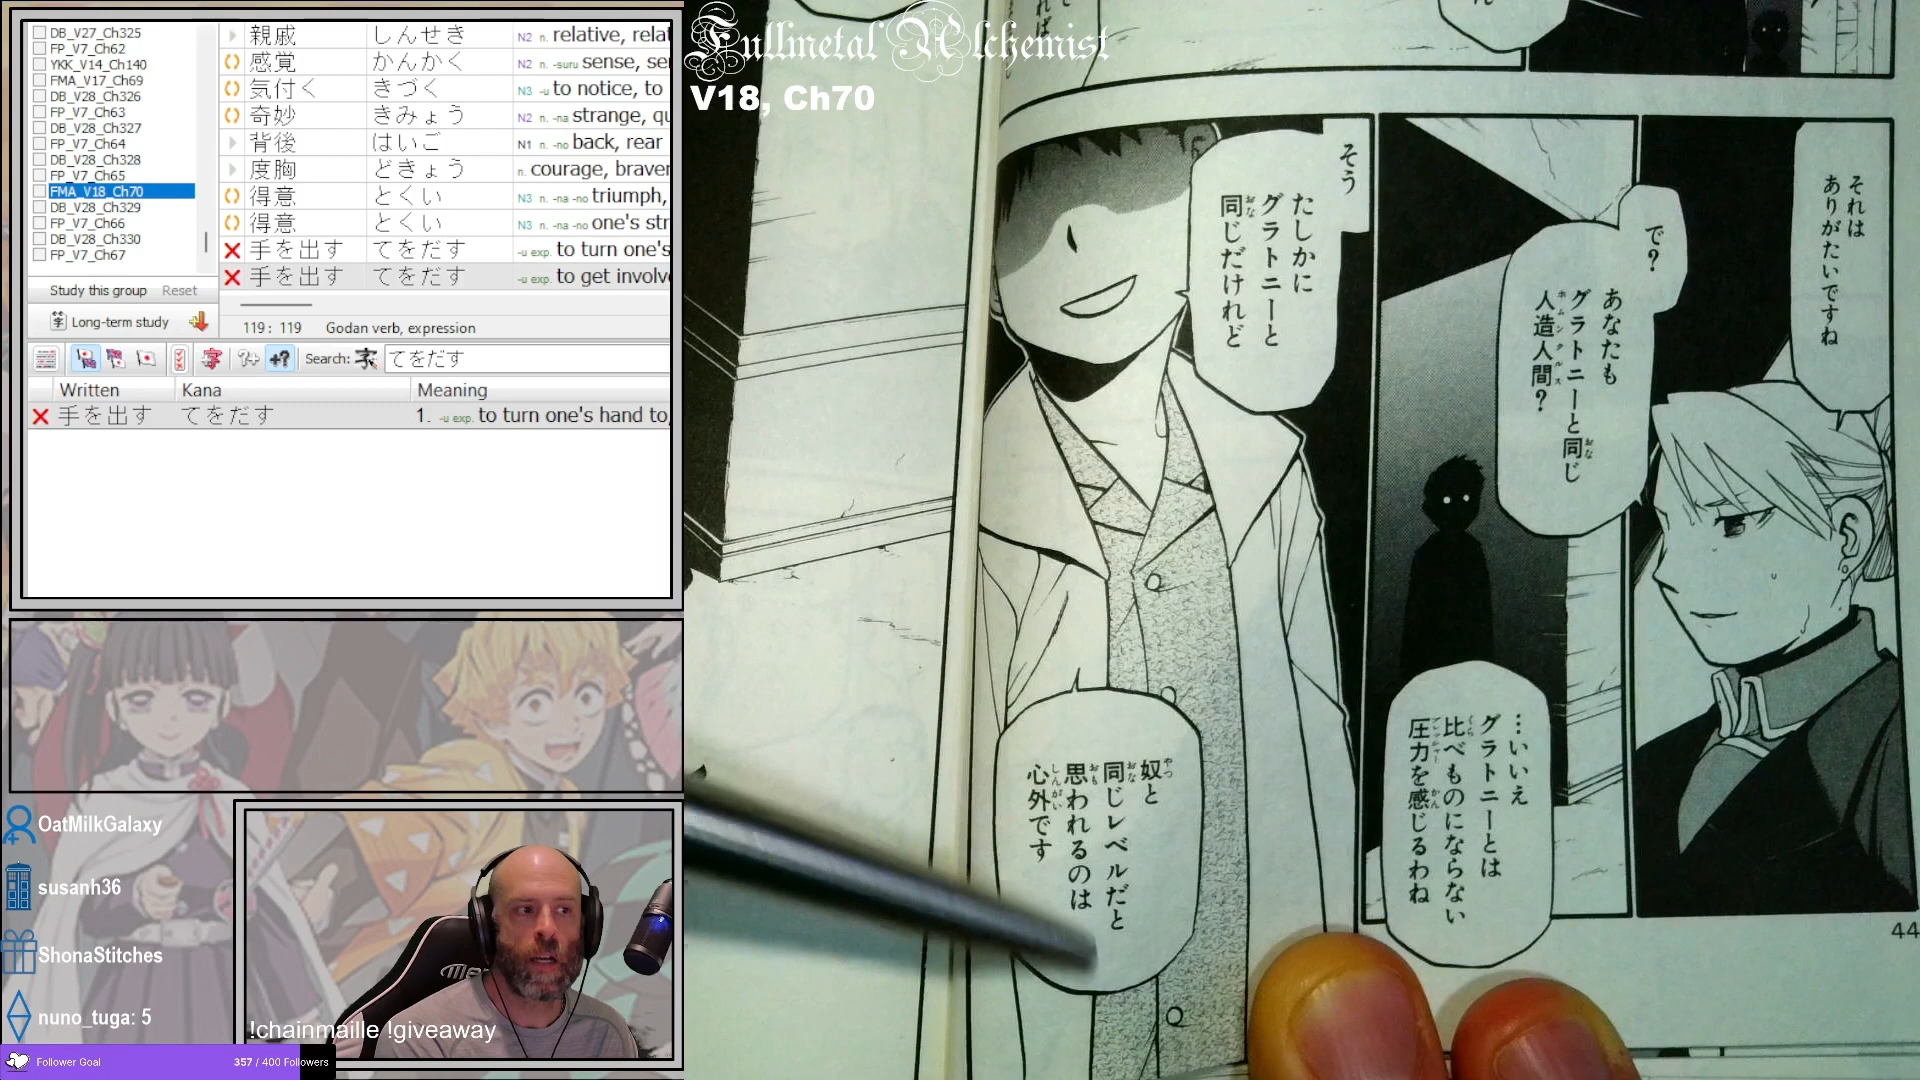 DB_V27_Ch325
FP_V7_Ch62
YKK_V14_Ch140
FMA_V17_Ch69
DB_V28_Ch326
FP_V7_Ch63
DB_V28_Ch327
FP_V7_Ch64
DB_V28_Ch328
FP_V7_Ch65
FMA_V18_Ch70
DB_V28_Ch329
FP_V7_Ch66
DB_V28_Ch330
FP_V7_Ch67
Study this group Reset
Long-term study
親戚 しんせき N2 n. relative, rela
感覚 かんかく N2 n. -suru sense, se
気付く きづく N3 -u to notice, to
奇妙 きみょう N2 n. -na strange, qu
背後 はいご N1 n. -no back, rear
度胸 どきょう n. courage, braver
得意 とくい N3 n. -na -no triumph,
得意 とくい N3 n. -na -no one's str
手を出す てをだす -u exp. to turn one's
手を出す てをだす -u exp. to get involve
119: 119 Godan verb, expression
Search: てをだす
Written Kana Meaning
手を出す てをだす 1. -u exp. to turn one's hand to,
Fullmetal Alchemist
V18, Ch70
それは
ありがたいですね
で?
あなたも
グラトニーと同じ
人造人間?
…いいえ
グラトニーとは
比べものにならない
圧力を感じるわね
そう
たしかに
グラトニーと
同じだけれど
奴と
同じレベルだと
思われるのは
心外です
44
OatMilkGalaxy
susanh36
ShonaStitches
nuno_tuga: 5
!chainmaille !giveaway
Follower Goal 357 / 400 Followers